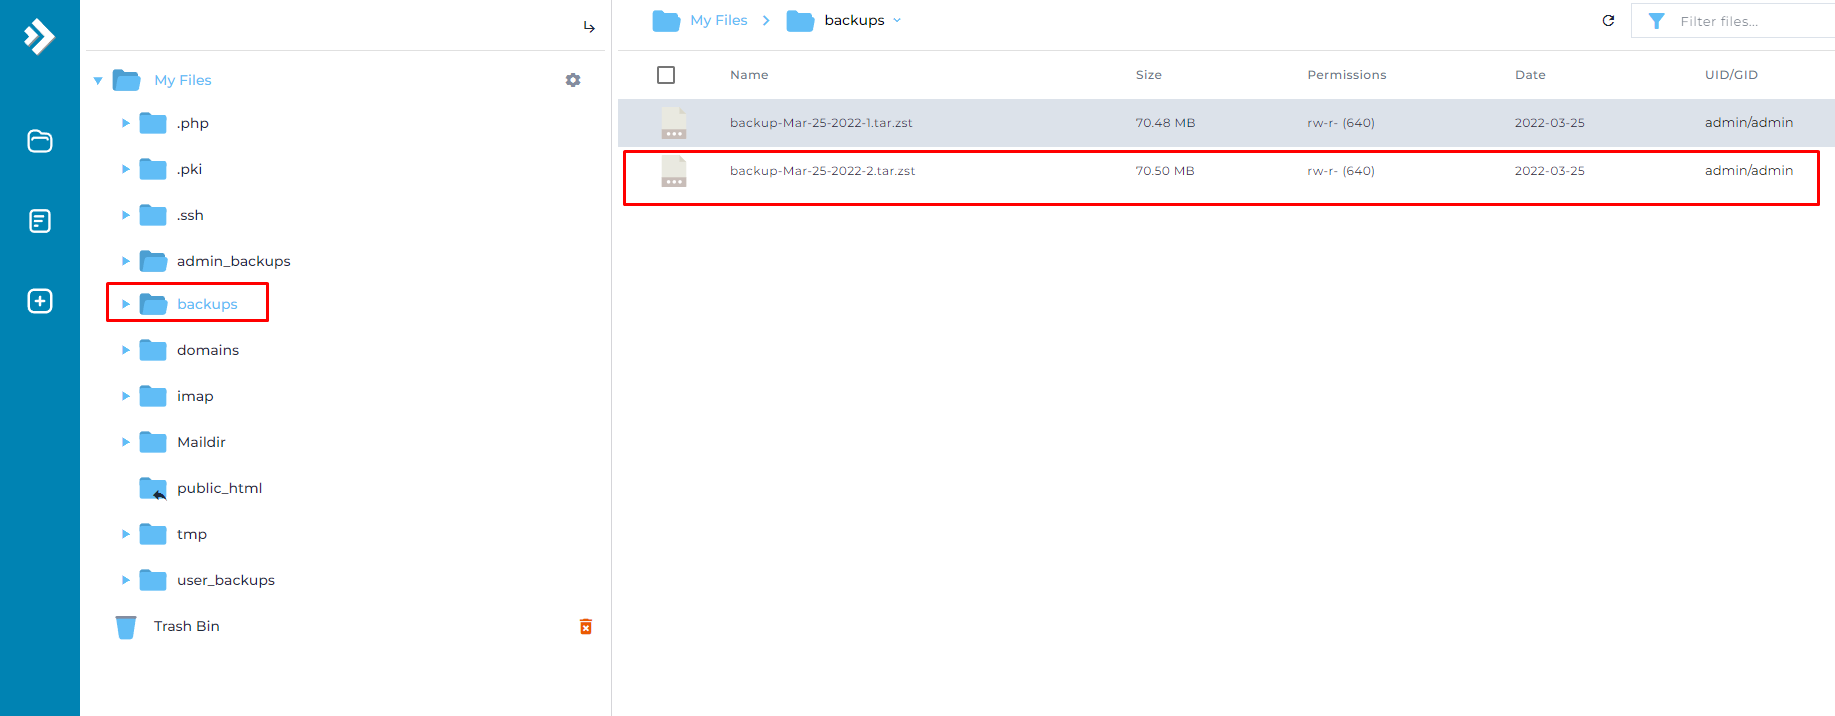 My Files > backups
Filter files...
My Files
.php
.pki
.ssh
admin_backups
backups
domains
imap
Maildir
public_html
tmp
user_backups
Trash Bin
Name Size Permissions Date UID/GID
backup-Mar-25-2022-1.tar.zst 70.48 MB rw-r- (640) 2022-03-25 admin/admin
backup-Mar-25-2022-2.tar.zst 70.50 MB rw-r- (640) 2022-03-25 admin/admin